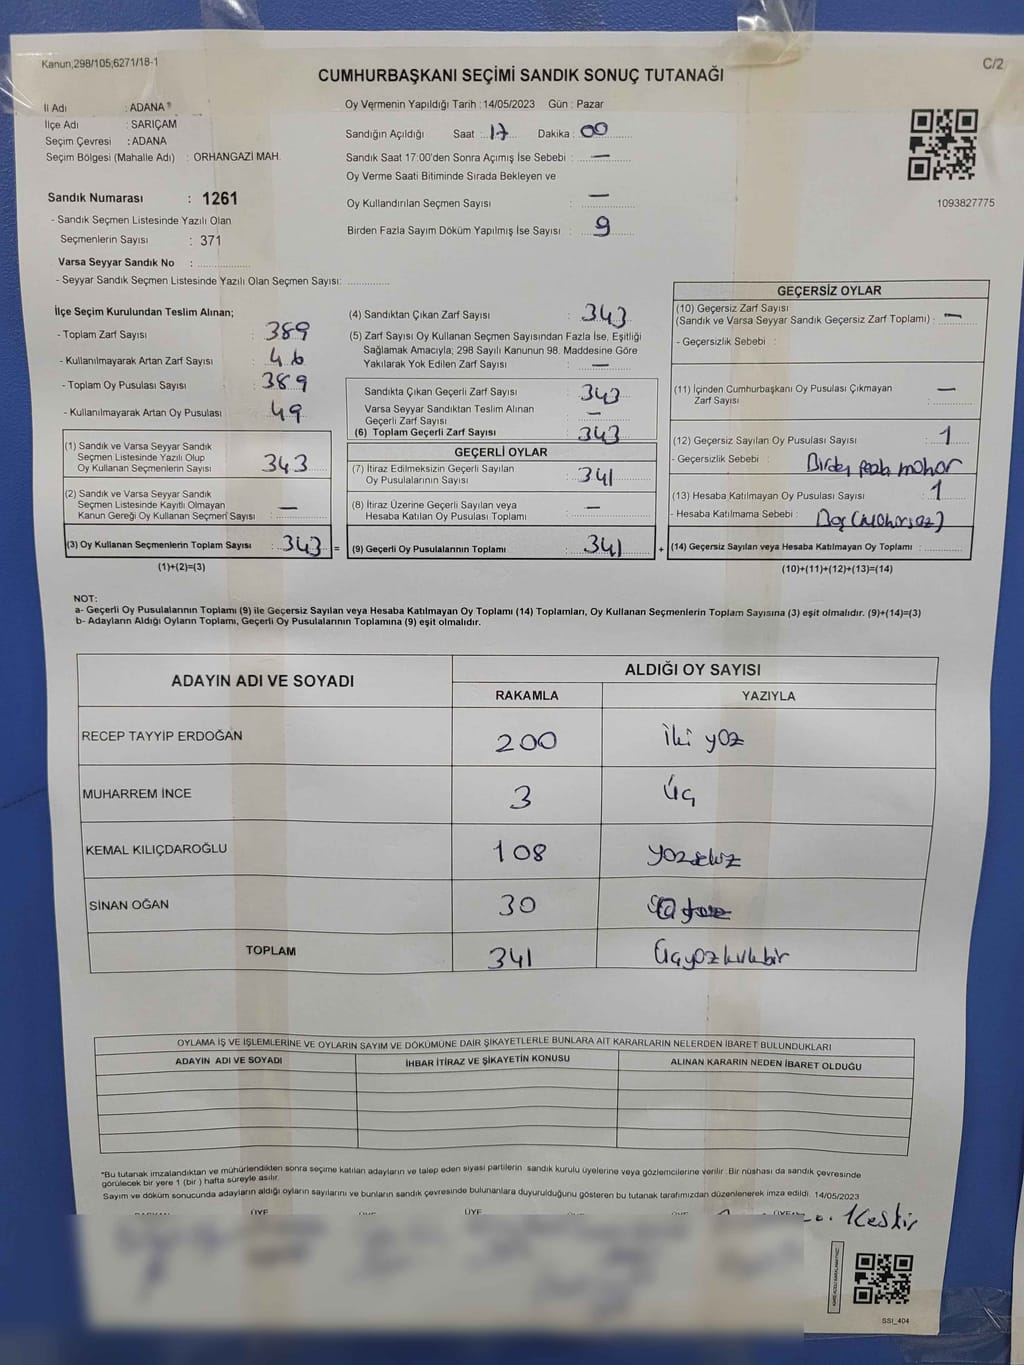 Kanun;298/105;6271/18-1
C/2
CUMHURBAŞKANI SEÇİMİ SANDIK SONUÇ TUTANAĞI
İl Adı : ADANA
İlçe Adı : SARIÇAM
Seçim Çevresi : ADANA
Seçim Bölgesi (Mahalle Adı) : ORHANGAZİ MAH.
Sandık Numarası : 1261
- Sandık Seçmen Listesinde Yazılı Olan
Seçmenlerin Sayısı : 371
Varsa Seyyar Sandık No :
- Seyyar Sandık Seçmen Listesinde Yazılı Olan Seçmen Sayısı:
Oy Vermenin Yapıldığı Tarih : 14/05/2023 Gün : Pazar
Sandığın Açıldığı Saat : 17 Dakika : 00
Sandık Saat 17:00'den Sonra Açımış İse Sebebi : —
Oy Verme Saati Bitiminde Sırada Bekleyen ve
Oy Kullandırılan Seçmen Sayısı : —
Birden Fazla Sayım Döküm Yapılmış İse Sayısı : 9
1093827775
İlçe Seçim Kurulundan Teslim Alınan;
- Toplam Zarf Sayısı : 389
- Kullanılmayarak Artan Zarf Sayısı : 46
- Toplam Oy Pusulası Sayısı : 389
- Kullanılmayarak Artan Oy Pusulası : 49
(1) Sandık ve Varsa Seyyar Sandık
Seçmen Listesinde Yazılı Olup
Oy Kullanan Seçmenlerin Sayısı : 343
(2) Sandık ve Varsa Seyyar Sandık
Seçmen Listesinde Kayıtlı Olmayan
Kanun Gereği Oy Kullanan Seçmen Sayısı : —
(3) Oy Kullanan Seçmenlerin Toplam Sayısı : 343 =
(1)+(2)=(3)
(4) Sandıktan Çıkan Zarf Sayısı : 343
(5) Zarf Sayısı Oy Kullanan Seçmen Sayısından Fazla İse, Eşitliği
Sağlamak Amacıyla; 298 Sayılı Kanunun 98. Maddesine Göre
Yakılarak Yok Edilen Zarf Sayısı : —
Sandıkta Çıkan Geçerli Zarf Sayısı : 343
Varsa Seyyar Sandıktan Teslim Alınan
Geçerli Zarf Sayısı : —
(6) Toplam Geçerli Zarf Sayısı : 343
GEÇERLİ OYLAR
(7) İtiraz Edilmeksizin Geçerli Sayılan
Oy Pusulalarının Sayısı : 341
(8) İtiraz Üzerine Geçerli Sayılan veya
Hesaba Katılan Oy Pusulası Toplamı : —
(9) Geçerli Oy Pusulalarının Toplamı : 341 +
GEÇERSİZ OYLAR
(10) Geçersiz Zarf Sayısı
(Sandık ve Varsa Seyyar Sandık Geçersiz Zarf Toplamı) : —
- Geçersizlik Sebebi :
(11) İçinden Cumhurbaşkanı Oy Pusulası Çıkmayan
Zarf Sayısı : —
(12) Geçersiz Sayılan Oy Pusulası Sayısı : 1
- Geçersizlik Sebebi : mohor
(13) Hesaba Katılmayan Oy Pusulası Sayısı : 1
- Hesaba Katılmama Sebebi : Boş (Mohorsoz)
(14) Geçersiz Sayılan veya Hesaba Katılmayan Oy Toplamı :
(10)+(11)+(12)+(13)=(14)
NOT:
a- Geçerli Oy Pusulalarının Toplamı (9) ile Geçersiz Sayılan veya Hesaba Katılmayan Oy Toplamı (14) Toplamları, Oy Kullanan Seçmenlerin Toplam Sayısına (3) eşit olmalıdır. (9)+(14)=(3)
b- Adayların Aldığı Oyların Toplamı, Geçerli Oy Pusulalarının Toplamına (9) eşit olmalıdır.
ADAYIN ADI VE SOYADI ALDIĞI OY SAYISI
RAKAMLA YAZIYLA
RECEP TAYYİP ERDOĞAN 200 İki yoz
MUHARREM İNCE 3 Üç
KEMAL KILIÇDAROĞLU 108 yozsekiz
SİNAN OĞAN 30
TOPLAM 341 Üçyozkırkbir
OYLAMA İŞ VE İŞLEMLERİNE VE OYLARIN SAYIM VE DÖKÜMÜNE DAİR ŞİKAYETLERLE BUNLARA AİT KARARLARIN NELERDEN İBARET BULUNDUKLARI
ADAYIN ADI VE SOYADI İHBAR İTİRAZ VE ŞİKAYETİN KONUSU ALINAN KARARIN NEDEN İBARET OLDUĞU
"Bu tutanak imzalandıktan ve mühürlendikten sonra seçime katılan adayların ve talep eden siyasi partilerin sandık kurulu üyelerine veya gözlemcilerine verilir. Bir nüshası da sandık çevresinde
görülecek bir yere 1 (bir) hafta süreyle asılır.
Sayım ve döküm sonucunda adayların aldığı oyların sayılarını ve bunların sandık çevresinde bulunanlara duyurulduğunu gösteren bu tutanak tarafımızdan düzenlenerek imza edildi. 14/05/2023
ÜYE ÜYE
SSI_404